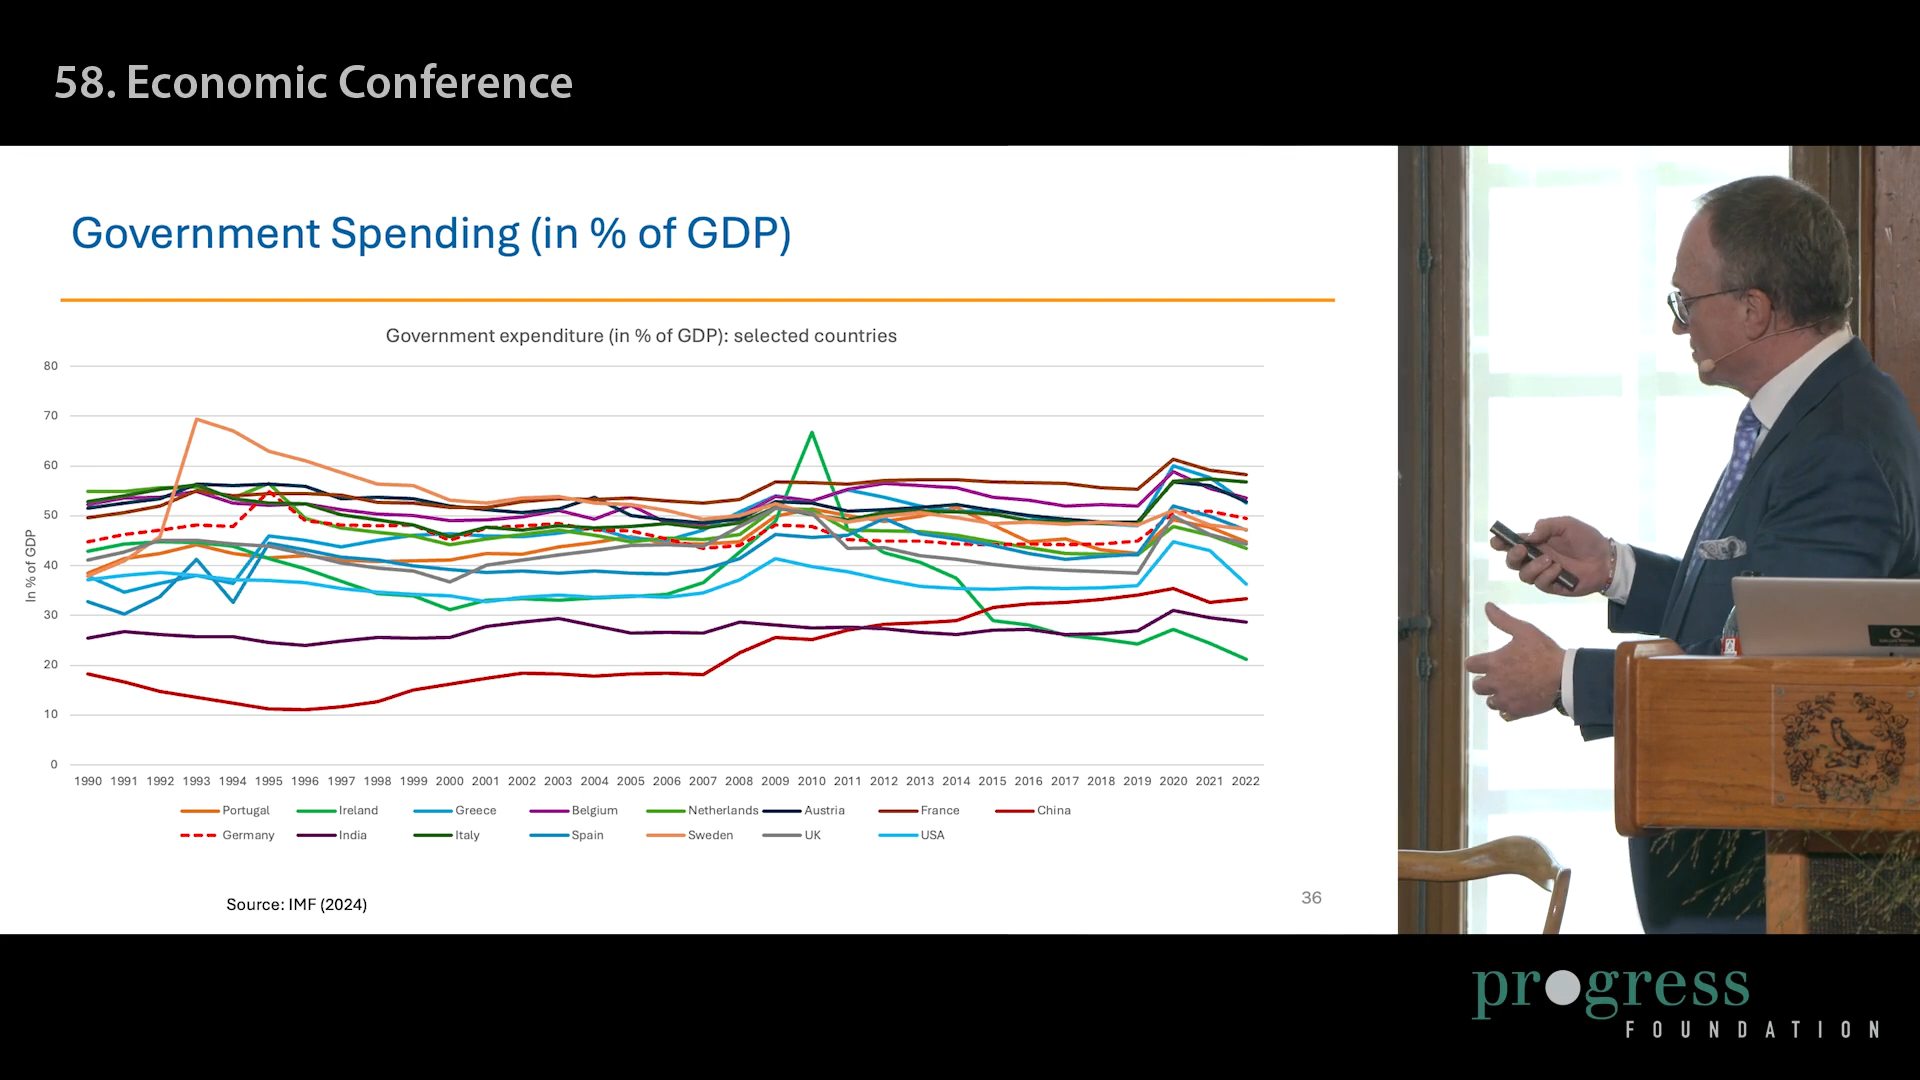 58. Economic Conference
Government Spending (in % of GDP)
Government expenditure (in % of GDP): selected countries
80
70
60
50
40
30
20
10
0
In % of GDP
1990 1991 1992 1993 1994 1995 1996 1997 1998 1999 2000 2001 2002 2003 2004 2005 2006 2007 2008 2009 2010 2011 2012 2013 2014 2015 2016 2017 2018 2019 2020 2021 2022
Portugal Ireland Greece Belgium Netherlands Austria France China
Germany India Italy Spain Sweden UK USA
Source: IMF (2024)
36
progress
FOUNDATION